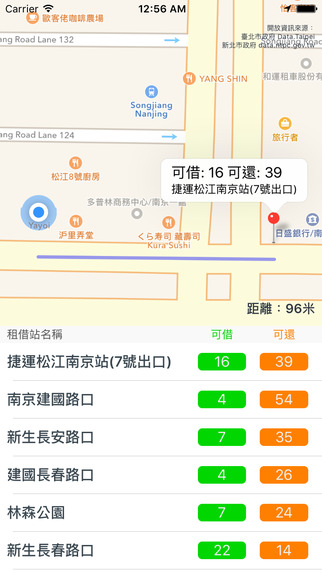 Carrier 12:56 AM
歐客佬咖啡農場
開放資訊來源：
臺北市政府 Data.Taipei
新北市政府 data.ntpc.gov.tw
ang Road Lane 132
和運租車股份有
YANG SHIN
Songjiang
Nanjing
旅行者
ang Road Lane 124
松江8號廚房
可借: 16 可還: 39
捷運松江南京站(7號出口)
多普林商務中心/南京一館
Yayoi
沪里弄堂
くら寿司 藏壽司
Kura Sushi
日盛銀行/南
距離：96米
租借站名稱 可借 可還
捷運松江南京站(7號出口) 16 39
南京建國路口 4 54
新生長安路口 7 35
建國長春路口 4 26
林森公園 7 24
新生長春路口 22 14